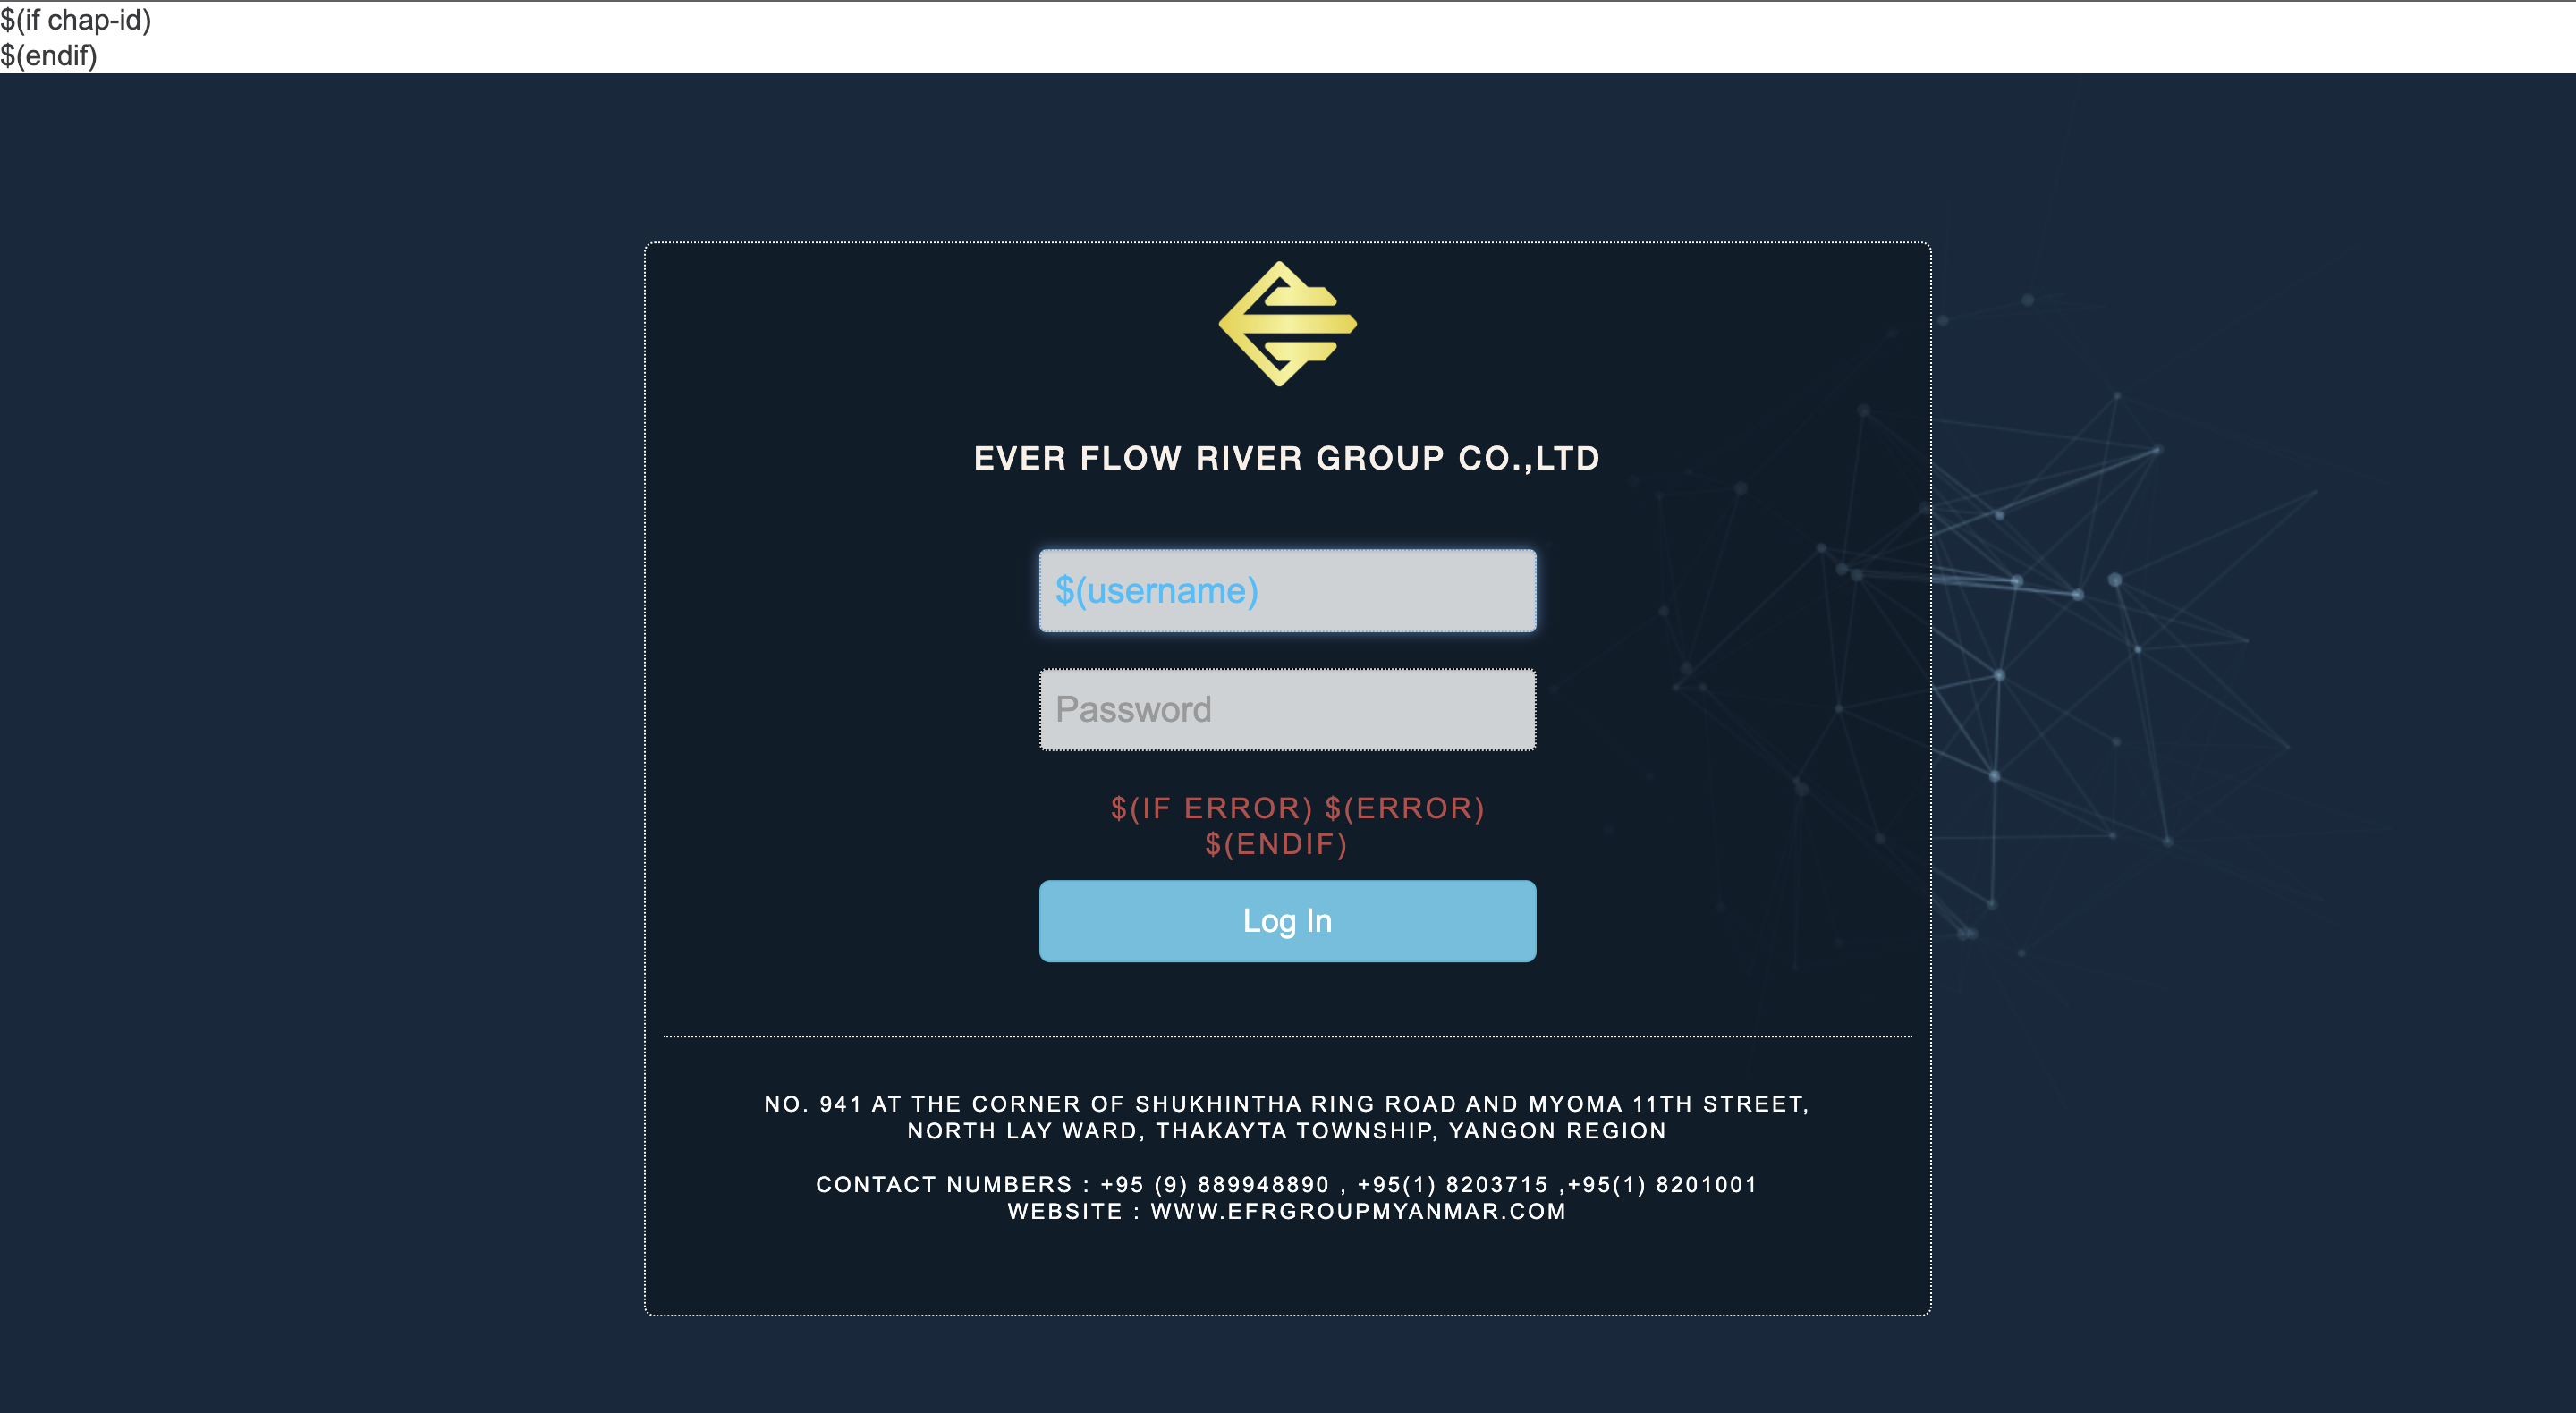 $(if chap-id)
$(endif)
EVER FLOW RIVER GROUP CO.,LTD
$(username)
Password
$(IF ERROR) $(ERROR)
$(ENDIF)
Log In
NO. 941 AT THE CORNER OF SHUKHINTHA RING ROAD AND MYOMA 11TH STREET,
NORTH LAY WARD, THAKAYTA TOWNSHIP, YANGON REGION
CONTACT NUMBERS : +95 (9) 889948890 , +95(1) 8203715 ,+95(1) 8201001
WEBSITE : WWW.EFRGROUPMYANMAR.COM